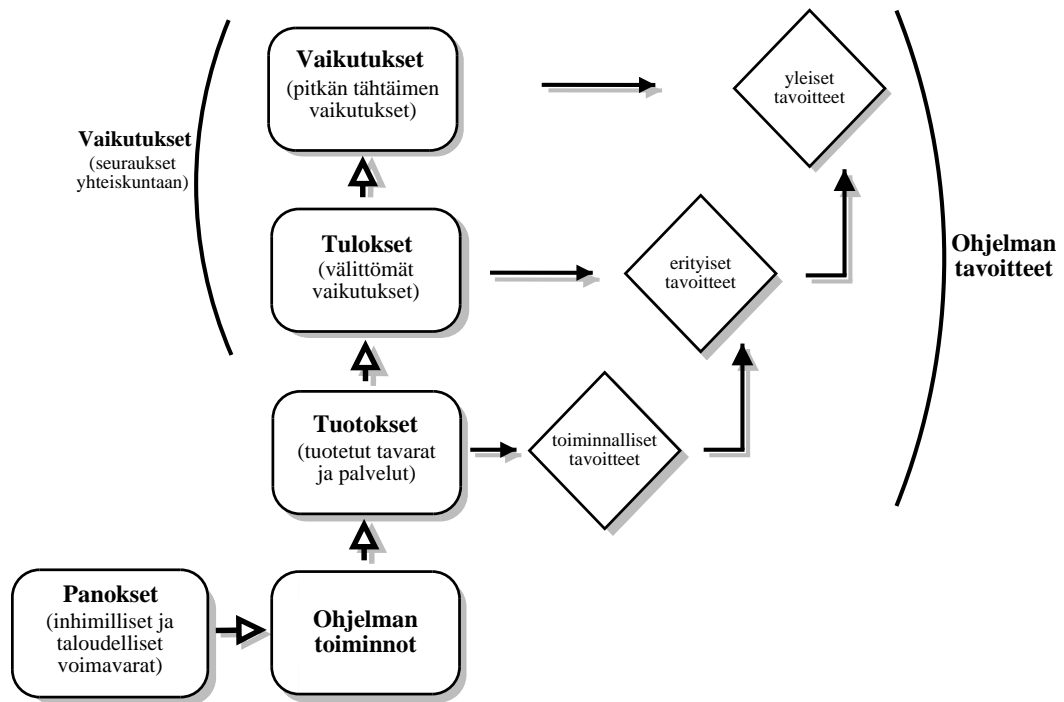 Vaikutukset
(pitkän tähtäimen
vaikutukset)
yleiset
tavoitteet
Vaikutukset
(seuraukset
yhteiskuntaan)
Tulokset
(välittömät
vaikutukset)
erityiset
tavoitteet
Ohjelman
tavoitteet
Tuotokset
(tuotetut tavarat
ja palvelut)
toiminnalliset
tavoitteet
Panokset
(inhimilliset ja
taloudelliset
voimavarat)
Ohjelman
toiminnot